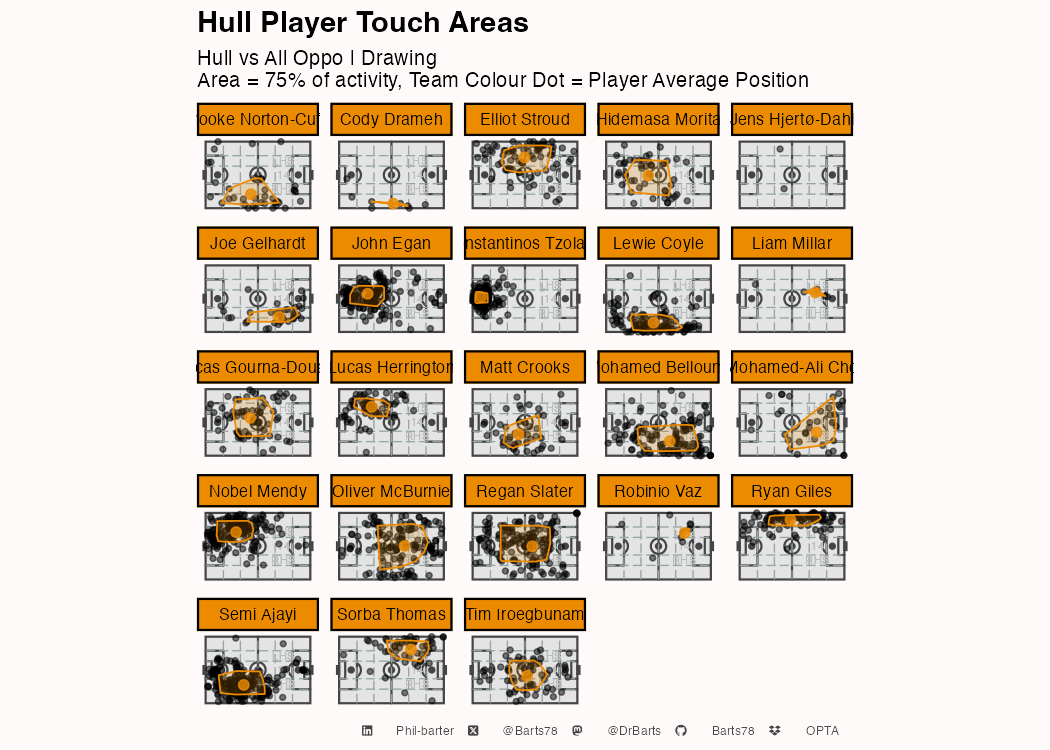 Hull Player Touch Areas
Hull vs All Oppo I Drawing
Area = 75% of activity, Team Colour Dot = Player Average Position
ooke Norton-Cuf Cody Drameh Elliot Stroud Hidemasa Morita Jens Hjertø-Dahl
Joe Gelhardt John Egan nstantinos Tzola Lewie Coyle Liam Millar
cas Gourna-Dou Lucas Herrington Matt Crooks ohamed Belloum Mohamed-Ali Cho
Nobel Mendy Oliver McBurnie Regan Slater Robinio Vaz Ryan Giles
Semi Ajayi Sorba Thomas Tim Iroegbunam
Phil-barter @Barts78 @DrBarts Barts78 OPTA